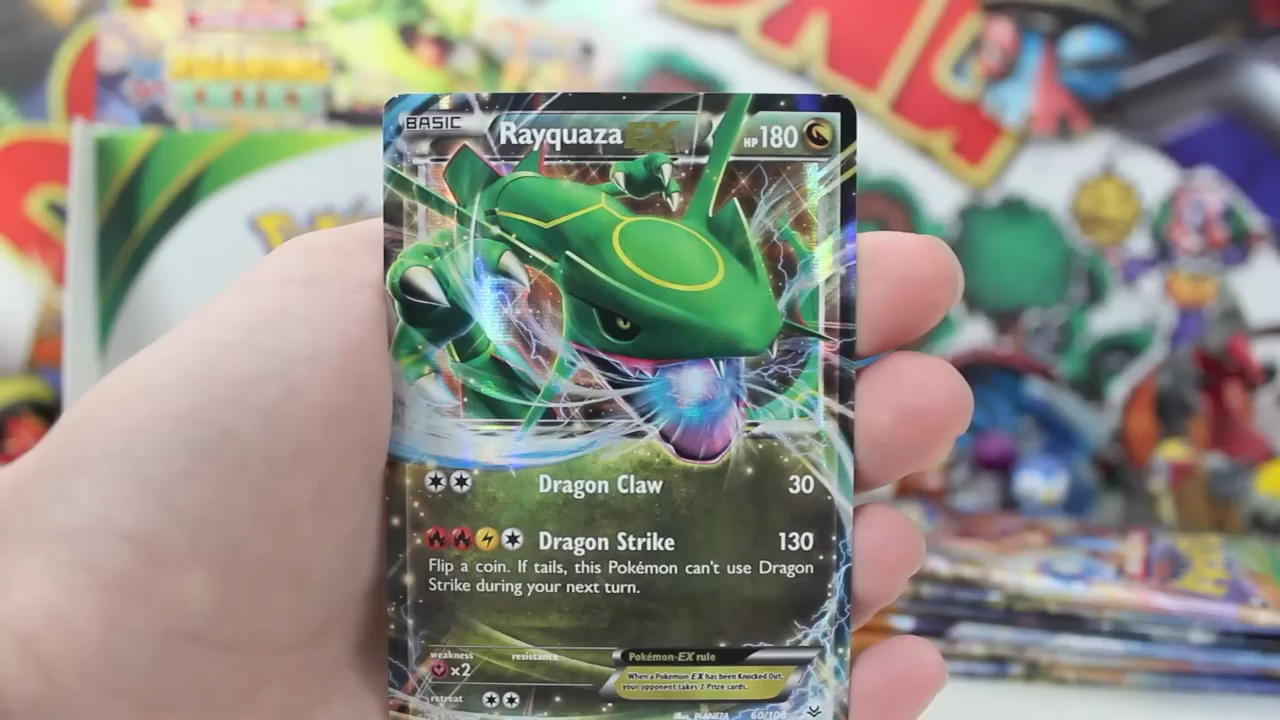 BASIC Rayquaza EX HP 180
Dragon Claw 30
Dragon Strike 130
Flip a coin. If tails, this Pokémon can't use Dragon
Strike during your next turn.
weakness resistance
×2
Pokémon-EX rule
When a Pokémon EX has been Knocked Out,
your opponent takes 2 Prize cards.
retreat
Illus. PLANETA 60/108